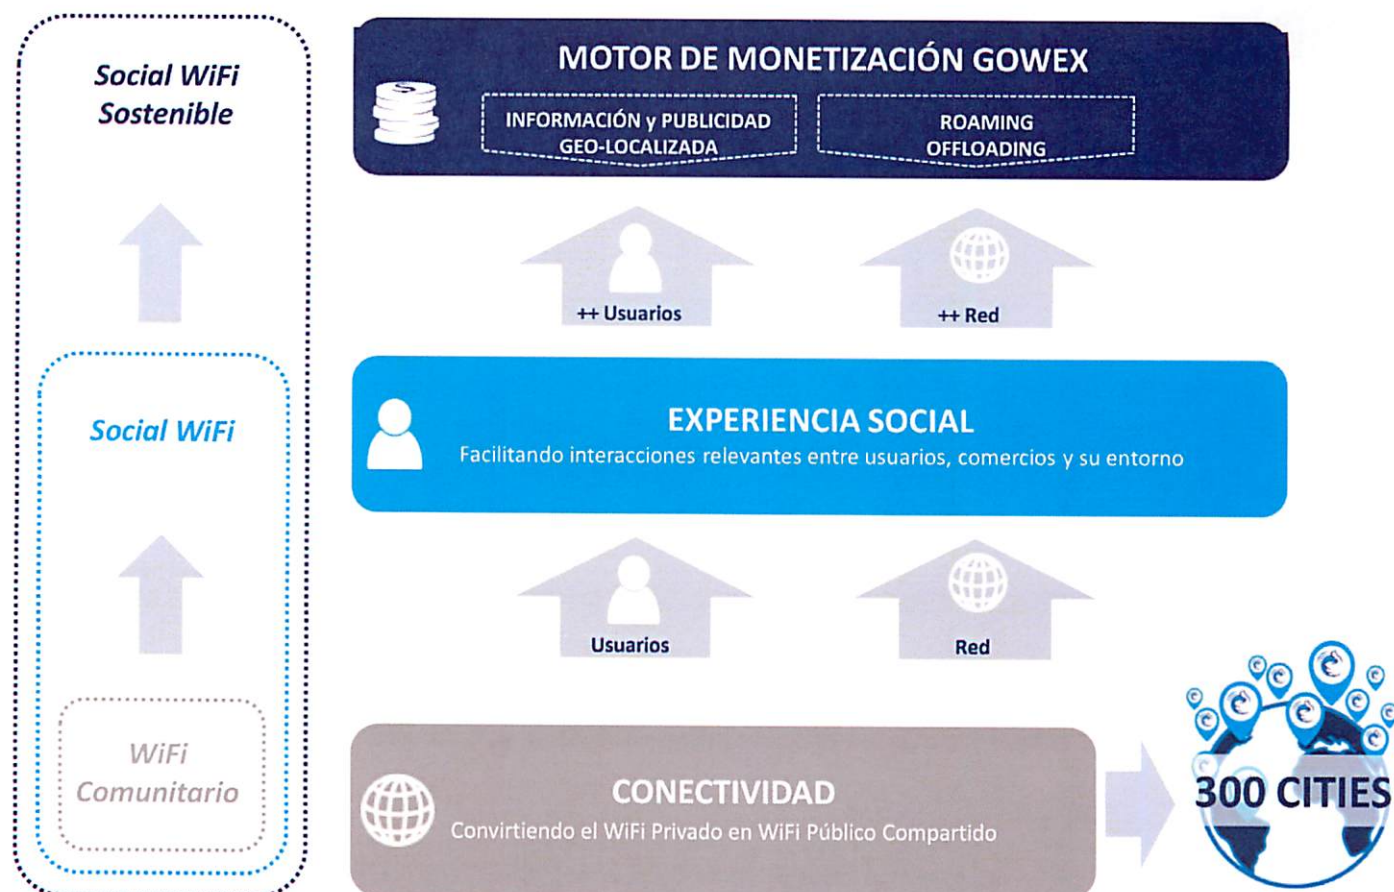 Social WiFi
Sostenible
MOTOR DE MONETIZACIÓN GOWEX
INFORMACIÓN y PUBLICIDAD
GEO-LOCALIZADA
ROAMING
OFFLOADING
++ Usuarios
++ Red
Social WiFi
EXPERIENCIA SOCIAL
Facilitando interacciones relevantes entre usuarios, comercios y su entorno
Usuarios
Red
WiFi
Comunitario
CONECTIVIDAD
Convirtiendo el WiFi Privado en WiFi Público Compartido
300 CITIES